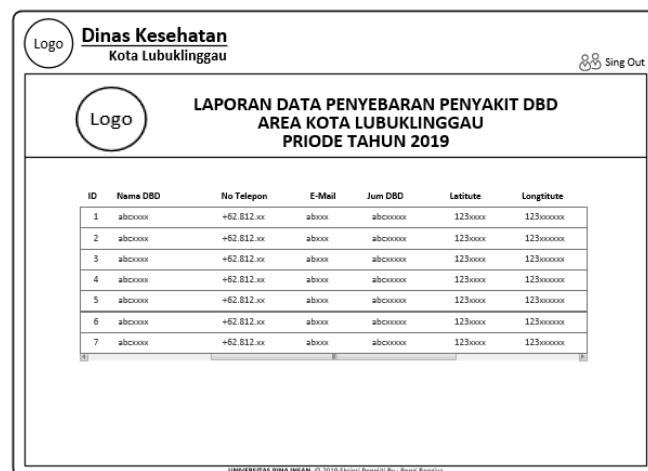 Logo
Dinas Kesehatan
Kota Lubuklinggau
Sing Out
Logo
LAPORAN DATA PENYEBARAN PENYAKIT DBD
AREA KOTA LUBUKLINGGAU
PRIODE TAHUN 2019
ID Nama DBD No Telepon E-Mail Jum DBD Latitute Longtitute
1 abcxxxx +62.812.xx abxxx abcxxxxx 123xxxx 123xxxxxx
2 abcxxxx +62.812.xx abxxx abcxxxxx 123xxxx 123xxxxxx
3 abcxxxx +62.812.xx abxxx abcxxxxx 123xxxx 123xxxxxx
4 abcxxxx +62.812.xx abxxx abcxxxxx 123xxxx 123xxxxxx
5 abcxxxx +62.812.xx abxxx abcxxxxx 123xxxx 123xxxxxx
6 abcxxxx +62.812.xx abxxx abcxxxxx 123xxxx 123xxxxxx
7 abcxxxx +62.812.xx abxxx abcxxxxx 123xxxx 123xxxxxx
UNIVERSITAS BINA INSAN © 2019 Skripsi Peneliti By :